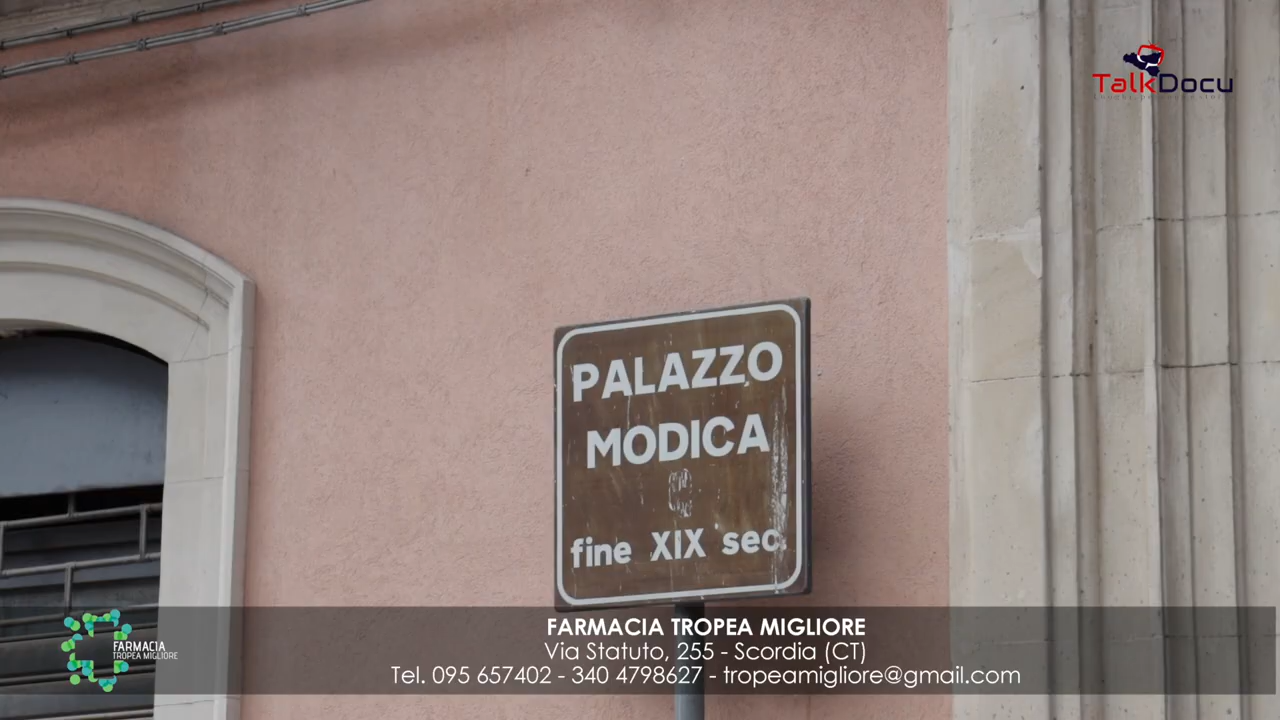 TalkDocu
PALAZZO
MODICA
fine XIX sec.
FARMACIA
TROPEA MIGLIORE
FARMACIA TROPEA MIGLIORE
Via Statuto, 255 - Scordia (CT)
Tel. 095 657402 - 340 4798627 - tropeamigliore@gmail.com